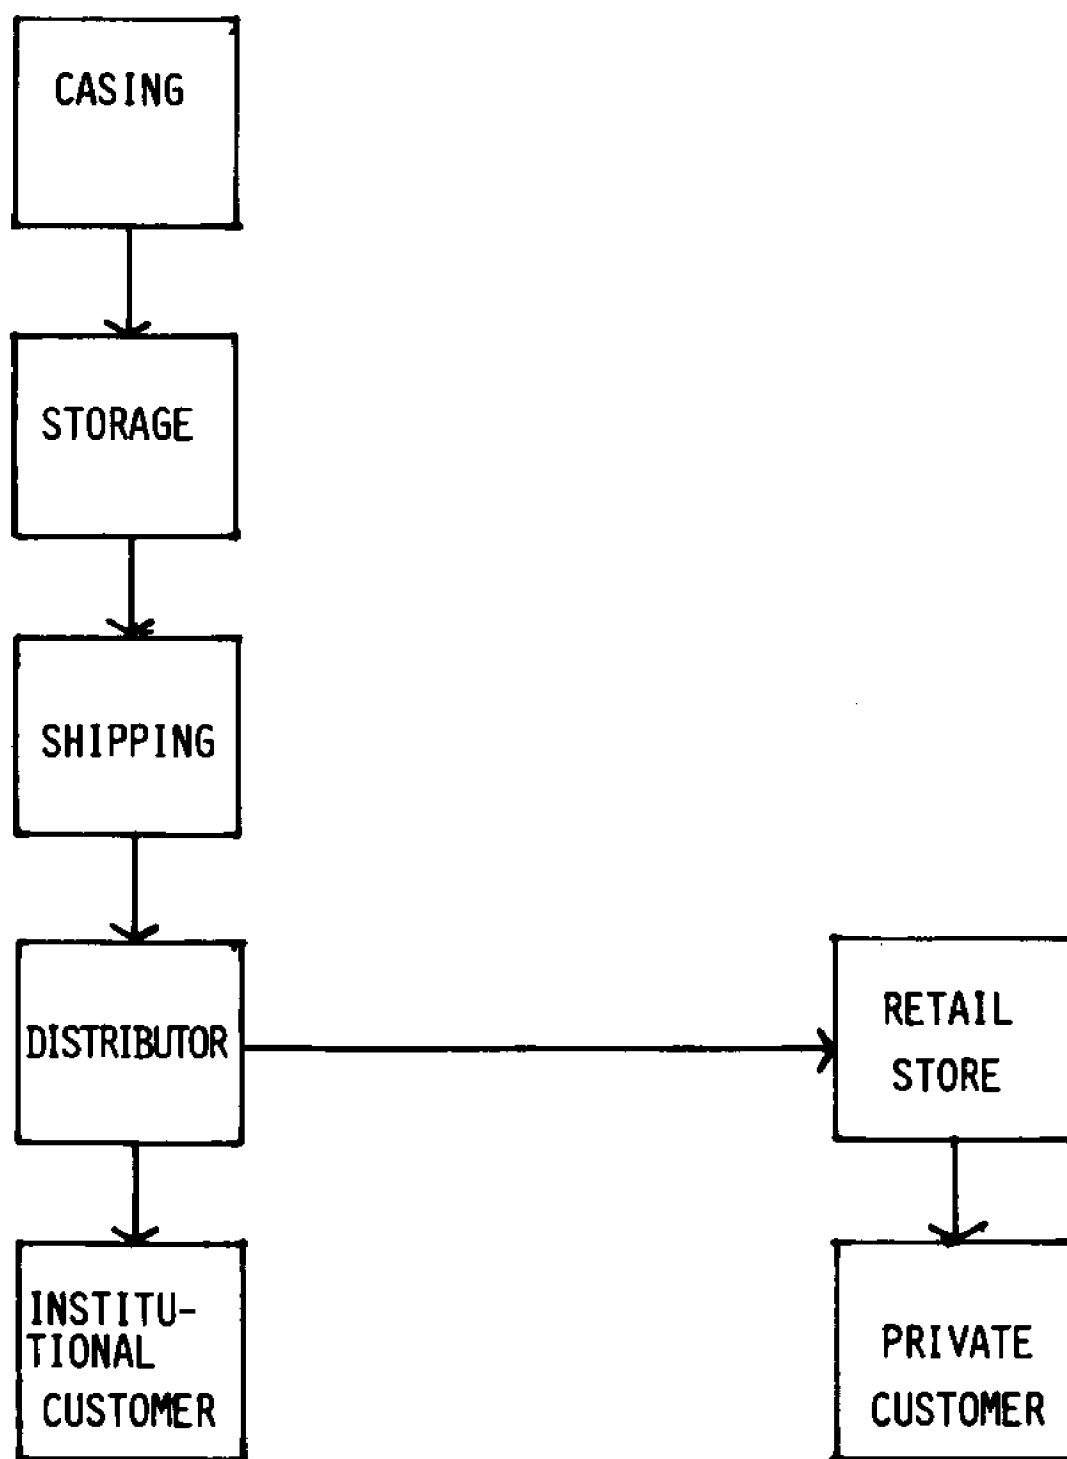 CASING
STORAGE
SHIPPING
DISTRIBUTOR
RETAIL
STORE
INSTITU-
TIONAL
CUSTOMER
PRIVATE
CUSTOMER